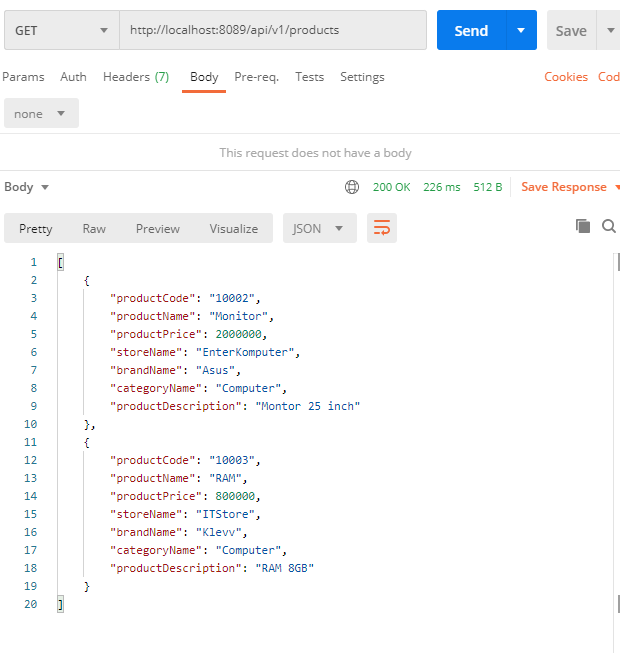 GET http://localhost:8089/api/v1/products Send Save
Params Auth Headers (7) Body Pre-req. Tests Settings Cookies Cod
none
This request does not have a body
Body 200 OK 226 ms 512 B Save Response
Pretty Raw Preview Visualize JSON
1 [
2 {
3 "productCode": "10002",
4 "productName": "Monitor",
5 "productPrice": 2000000,
6 "storeName": "EnterKomputer",
7 "brandName": "Asus",
8 "categoryName": "Computer",
9 "productDescription": "Montor 25 inch"
10 },
11 {
12 "productCode": "10003",
13 "productName": "RAM",
14 "productPrice": 800000,
15 "storeName": "ITStore",
16 "brandName": "Klevv",
17 "categoryName": "Computer",
18 "productDescription": "RAM 8GB"
19 }
20 ]